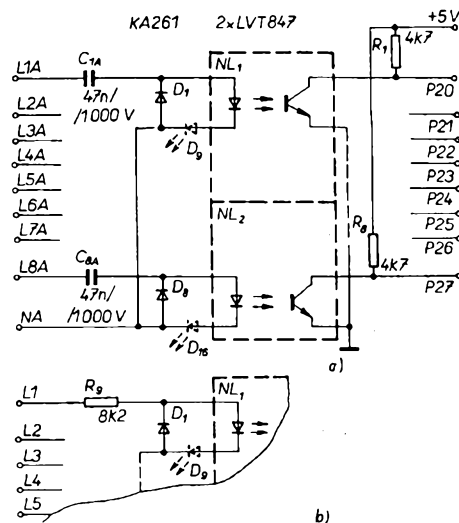 KA261 2xLVT847
+5V
R1 4k7
L1A C1A NL1 P20
47n/
/1000 V
D1
L2A P21
L3A D9 P22
L4A P23
L5A P24
L6A NL2 R8 P25
L7A P26
L8A C8A 4k7 P27
47n/
/1000 V
D8
NA D16
a)
L1 R9 NL1
8K2 D1
L2
L3 D9
L4
L5 b)